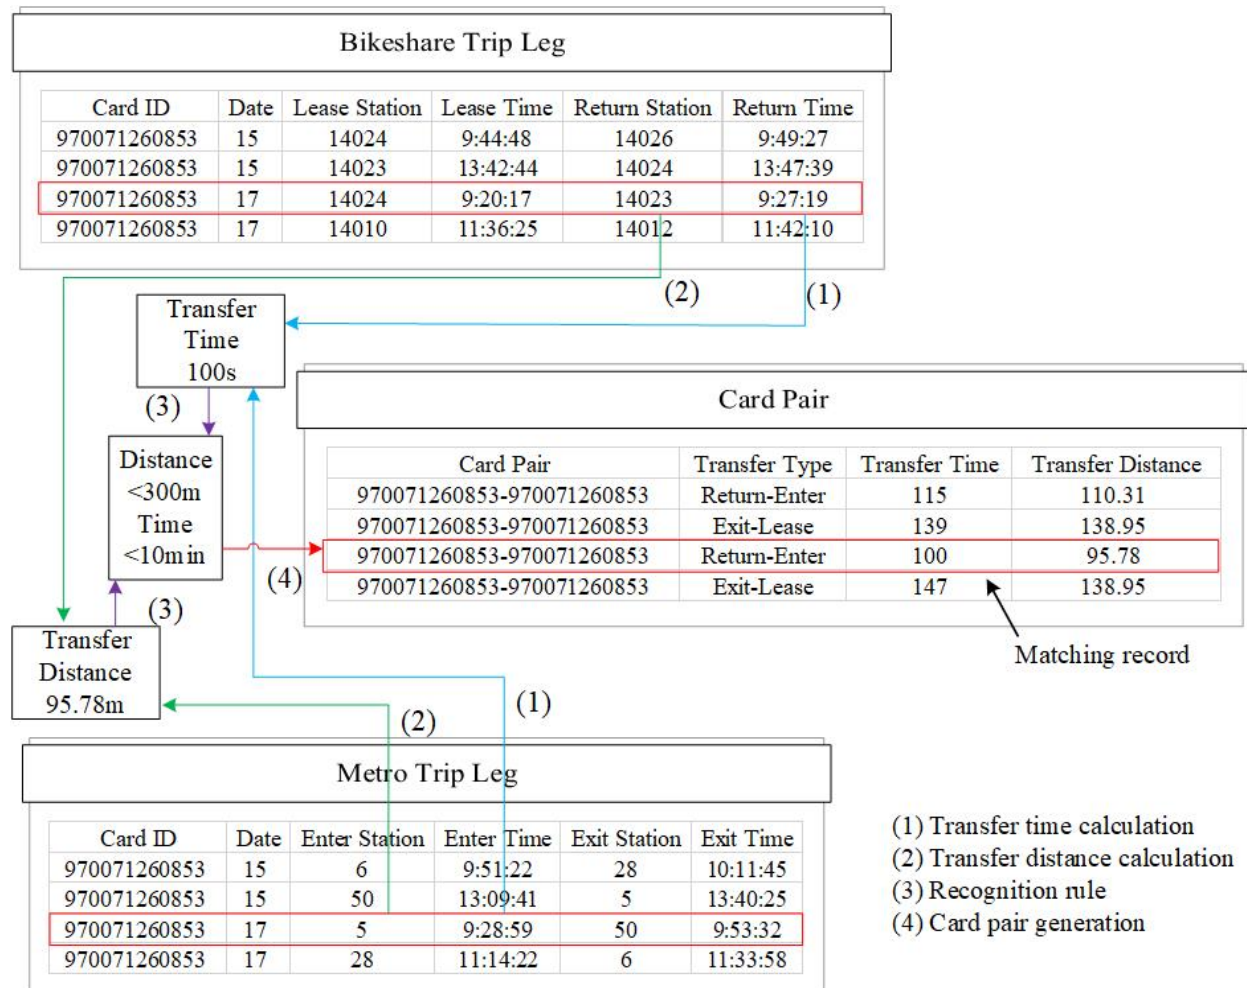 Bikeshare Trip Leg
Card ID Date Lease Station Lease Time Return Station Return Time
970071260853 15 14024 9:44:48 14026 9:49:27
970071260853 15 14023 13:42:44 14024 13:47:39
970071260853 17 14024 9:20:17 14023 9:27:19
970071260853 17 14010 11:36:25 14012 11:42:10
(2)
(1)
Transfer
Time
100s
(3)
Distance
<300m
Time
<10min
(4)
(3)
Transfer
Distance
95.78m
Card Pair
Card Pair Transfer Type Transfer Time Transfer Distance
970071260853-970071260853 Return-Enter 115 110.31
970071260853-970071260853 Exit-Lease 139 138.95
970071260853-970071260853 Return-Enter 100 95.78
970071260853-970071260853 Exit-Lease 147 138.95
Matching record
(2)
(1)
Metro Trip Leg
Card ID Date Enter Station Enter Time Exit Station Exit Time
970071260853 15 6 9:51:22 28 10:11:45
970071260853 15 50 13:09:41 5 13:40:25
970071260853 17 5 9:28:59 50 9:53:32
970071260853 17 28 11:14:22 6 11:33:58
(1) Transfer time calculation
(2) Transfer distance calculation
(3) Recognition rule
(4) Card pair generation